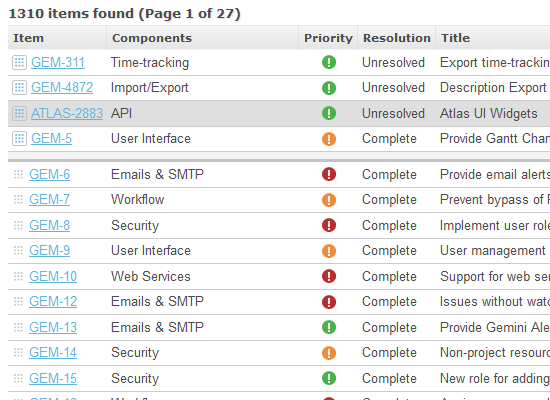 1310 items found (Page 1 of 27)
Item Components Priority Resolution Title
GEM-311 Time-tracking Unresolved Export time-trackin
GEM-4872 Import/Export Unresolved Description Export
ATLAS-2883 API Unresolved Atlas UI Widgets
GEM-5 User Interface Complete Provide Gantt Char
GEM-6 Emails & SMTP Complete Provide email alerts
GEM-7 Workflow Complete Prevent bypass of
GEM-8 Security Complete Implement user role
GEM-9 User Interface Complete User management
GEM-10 Web Services Complete Support for web ser
GEM-12 Emails & SMTP Complete Issues without watc
GEM-13 Emails & SMTP Complete Provide Gemini Ale
GEM-14 Security Complete Non-project resourc
GEM-15 Security Complete New role for adding